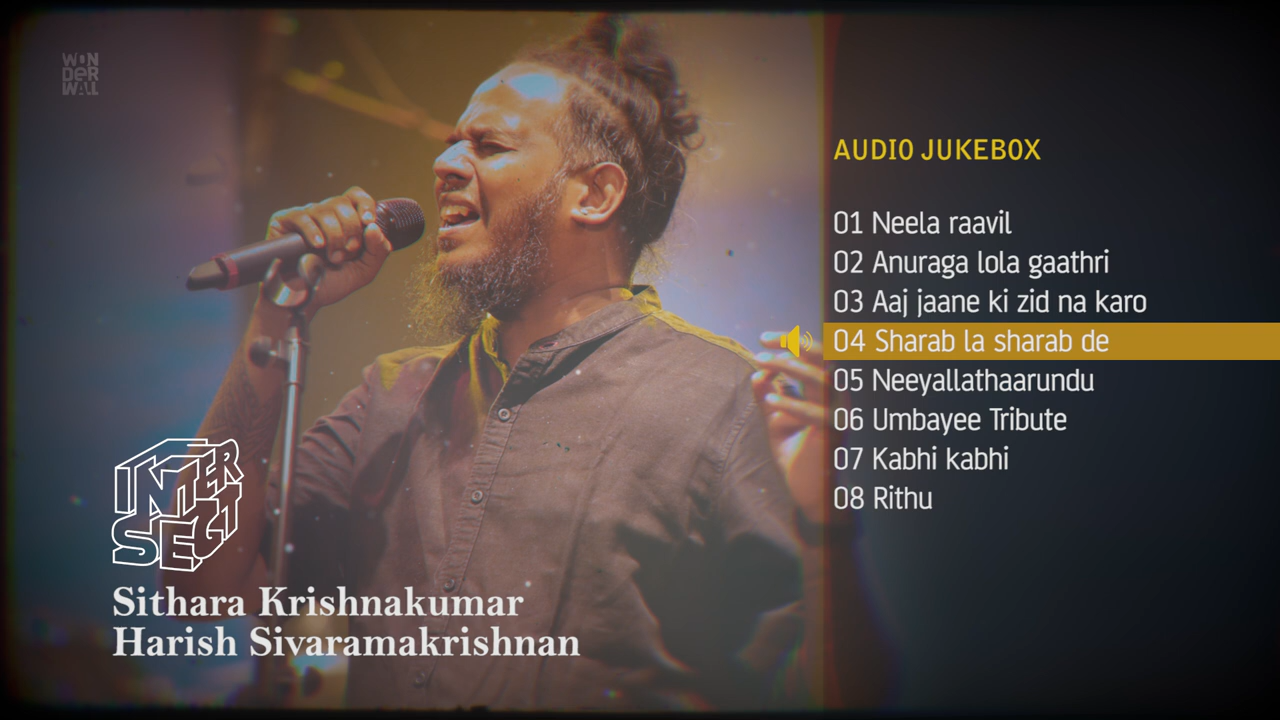 WON
DeR
WALL
AUDIO JUKEBOX
01 Neela raavil
02 Anuraga lola gaathri
03 Aaj jaane ki zid na karo
04 Sharab la sharab de
05 Neeyallathaarundu
06 Umbayee Tribute
07 Kabhi kabhi
08 Rithu
INTER
SECT
Sithara Krishnakumar
Harish Sivaramakrishnan